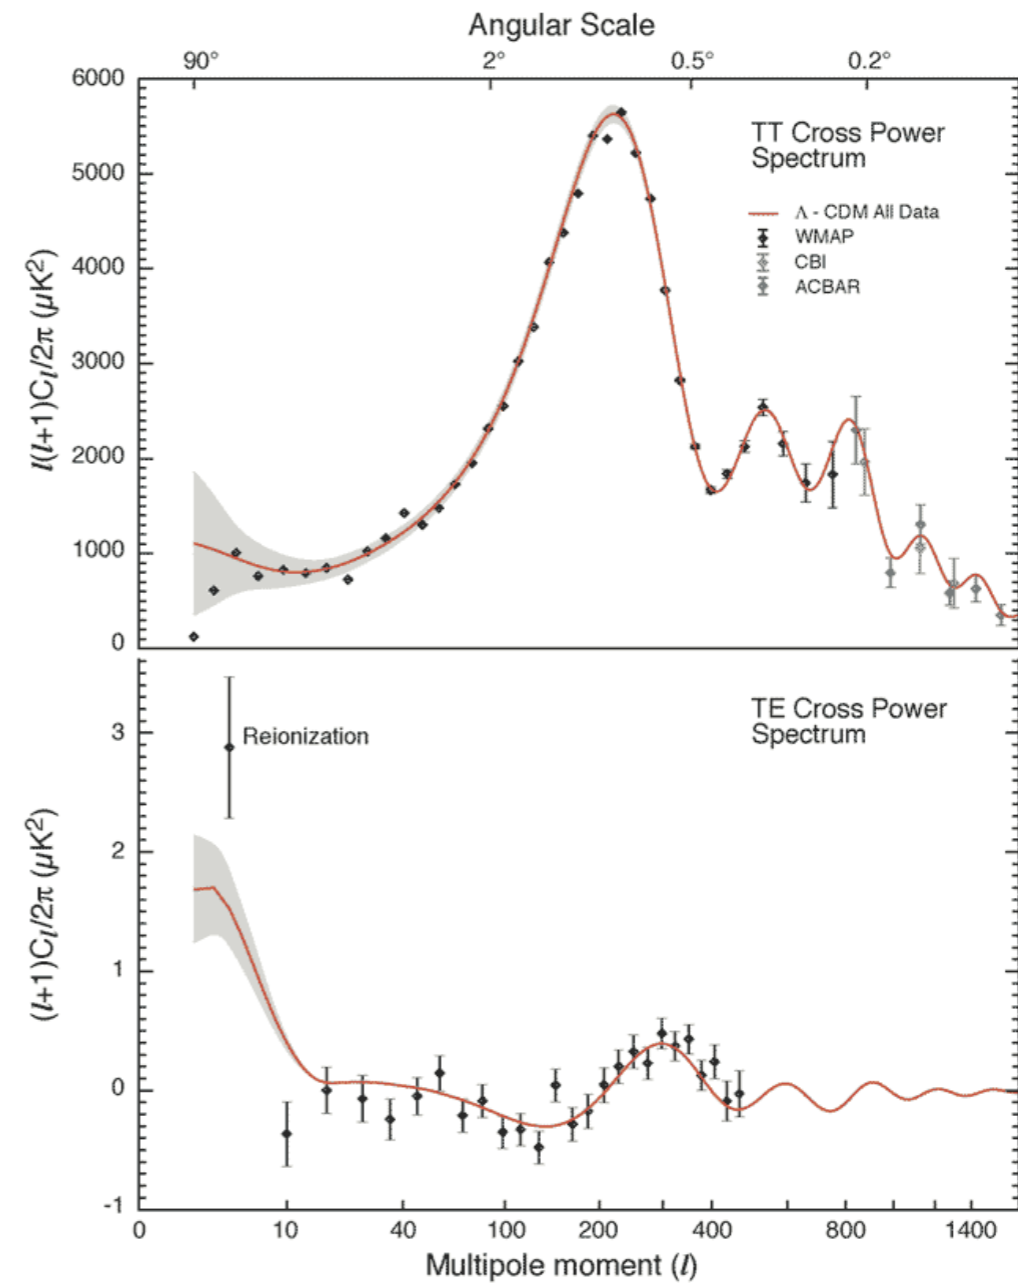 Angular Scale
90° 2° 0.5° 0.2°
6000
5000
4000
3000
2000
1000
0
l(l+1)Cl/2π (μK²)
TT Cross Power
Spectrum
Λ - CDM All Data
WMAP
CBI
ACBAR
3
2
1
0
-1
(l+1)Cl/2π (μK²)
Reionization
TE Cross Power
Spectrum
0 10 40 100 200 400 800 1400
Multipole moment (l)